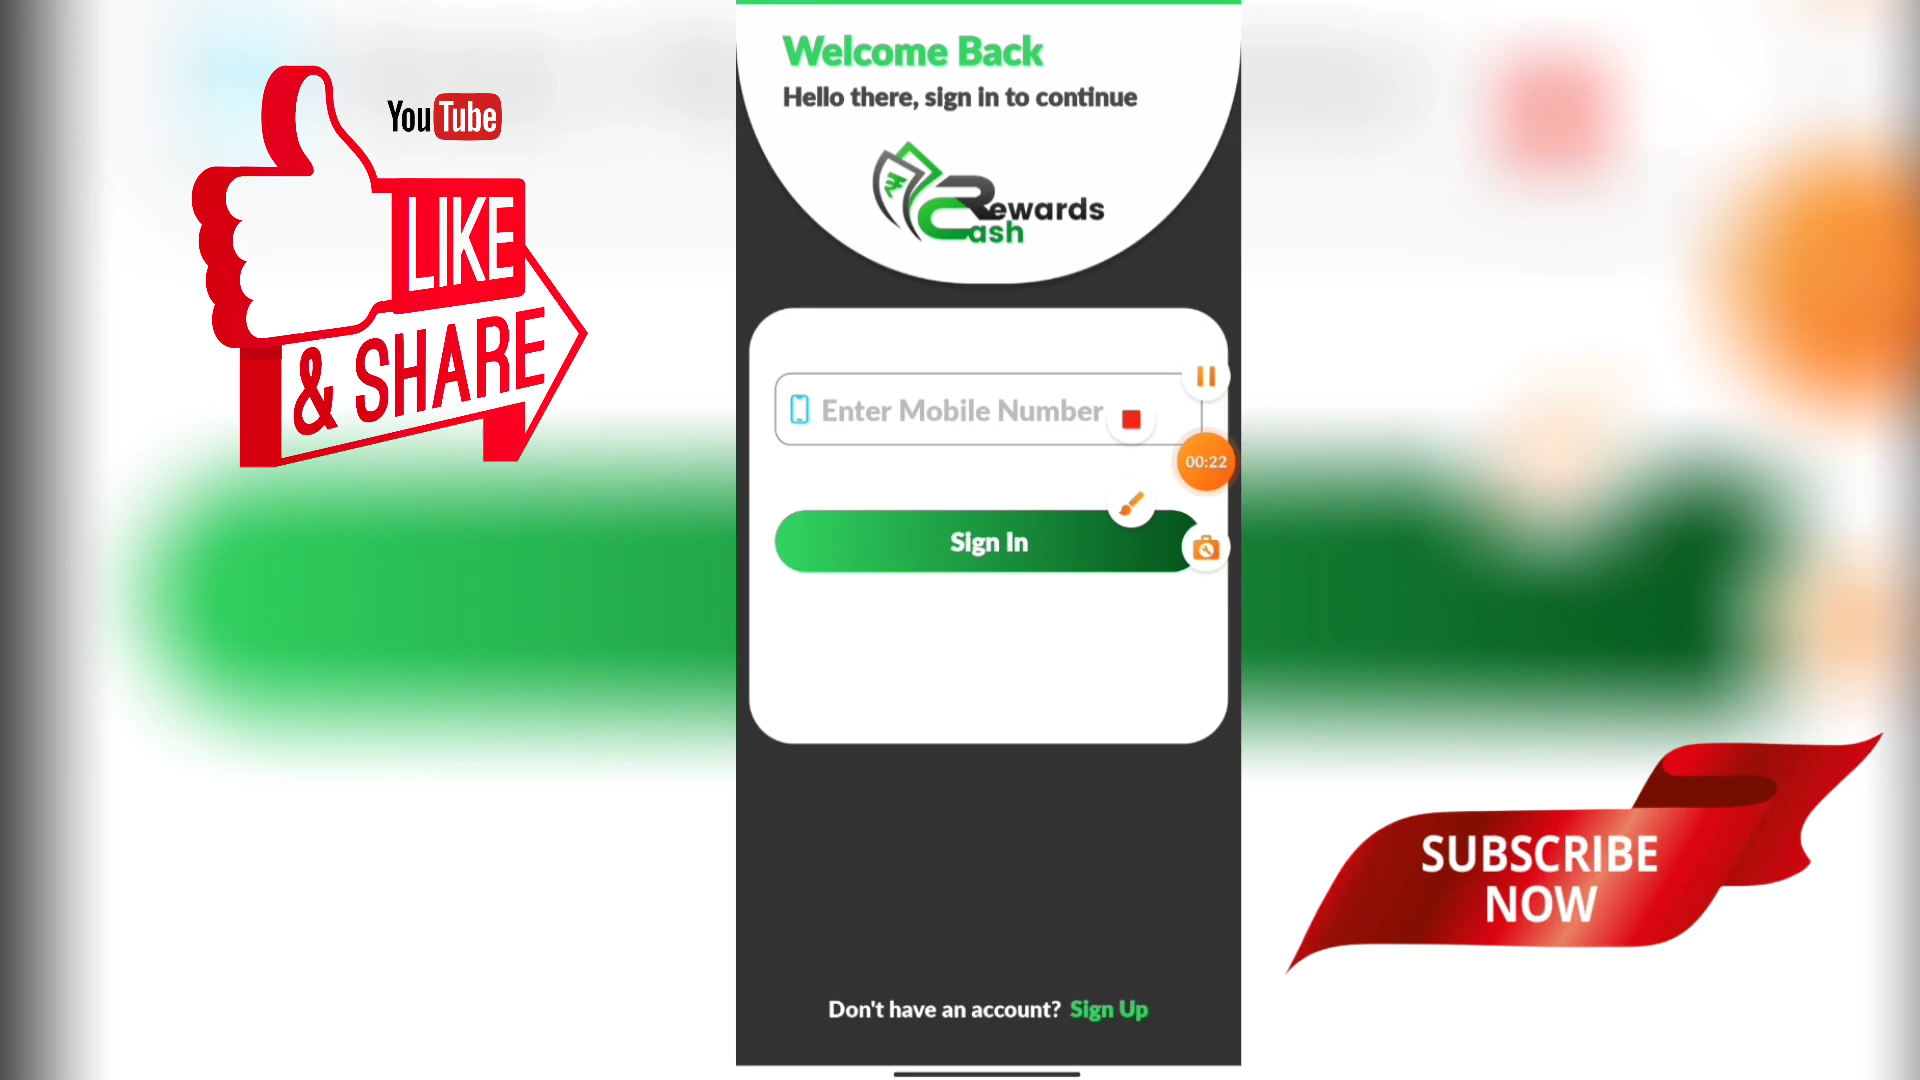 YouTube
LIKE
& SHARE
Welcome Back
Hello there, sign in to continue
Rewards
Cash
Enter Mobile Number
00:22
Sign In
Don't have an account? Sign Up
SUBSCRIBE
NOW